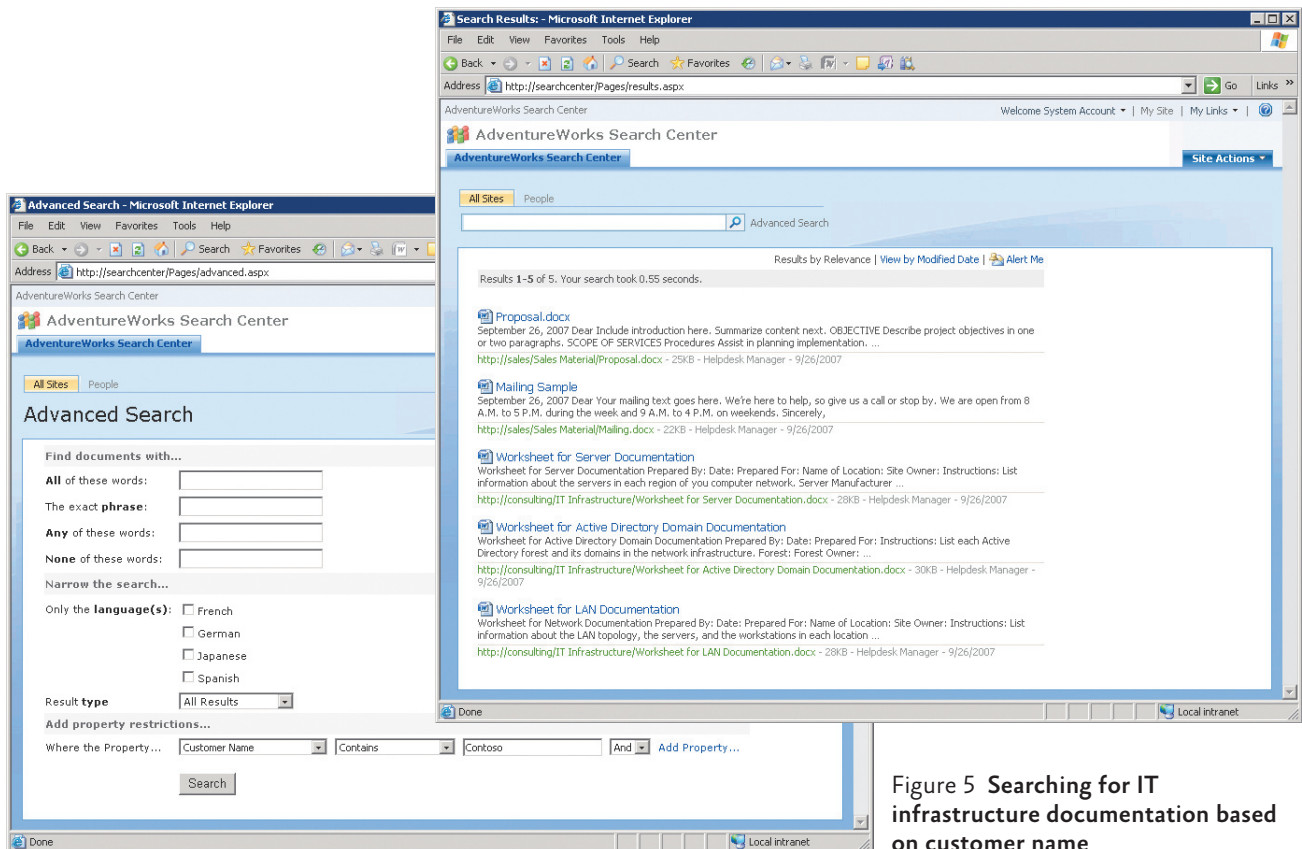 Search Results: - Microsoft Internet Explorer
File Edit View Favorites Tools Help
Back Search Favorites
Address http://searchcenter/Pages/results.aspx Go Links »
AdventureWorks Search Center Welcome System Account | My Site | My Links |
AdventureWorks Search Center
AdventureWorks Search Center Site Actions
All Sites People
Advanced Search
Results by Relevance | View by Modified Date | Alert Me
Results 1-5 of 5. Your search took 0.55 seconds.
Proposal.docx
September 26, 2007 Dear Include introduction here. Summarize content next. OBJECTIVE Describe project objectives in one
or two paragraphs. SCOPE OF SERVICES Procedures Assist in planning implementation. ...
http://sales/Sales Material/Proposal.docx - 25KB - Helpdesk Manager - 9/26/2007
Mailing Sample
September 26, 2007 Dear Your mailing text goes here. We're here to help, so give us a call or stop by. We are open from 8
A.M. to 5 P.M. during the week and 9 A.M. to 4 P.M. on weekends. Sincerely,
http://sales/Sales Material/Mailing.docx - 22KB - Helpdesk Manager - 9/26/2007
Worksheet for Server Documentation
Worksheet for Server Documentation Prepared By: Date: Prepared For: Name of Location: Site Owner: Instructions: List
information about the servers in each region of you computer network. Server Manufacturer ...
http://consulting/IT Infrastructure/Worksheet for Server Documentation.docx - 28KB - Helpdesk Manager - 9/26/2007
Worksheet for Active Directory Domain Documentation
Worksheet for Active Directory Domain Documentation Prepared By: Date: Prepared For: Instructions: List each Active
Directory forest and its domains in the network infrastructure. Forest: Forest Owner: ...
http://consulting/IT Infrastructure/Worksheet for Active Directory Domain Documentation.docx - 30KB - Helpdesk Manager -
9/26/2007
Worksheet for LAN Documentation
Worksheet for Network Documentation Prepared By: Date: Prepared For: Name of Location: Site Owner: Instructions: List
information about the LAN topology, the servers, and the workstations in each location ...
http://consulting/IT Infrastructure/Worksheet for LAN Documentation.docx - 28KB - Helpdesk Manager - 9/26/2007
Done Local intranet
Advanced Search - Microsoft Internet Explorer
File Edit View Favorites Tools Help
Back Search Favorites
Address http://searchcenter/Pages/advanced.aspx
AdventureWorks Search Center
AdventureWorks Search Center
AdventureWorks Search Center
All Sites People
Advanced Search
Find documents with...
All of these words:
The exact phrase:
Any of these words:
None of these words:
Narrow the search...
Only the language(s): French
German
Japanese
Spanish
Result type All Results
Add property restrictions...
Where the Property... Customer Name Contains Contoso And Add Property...
Search
Done Local intranet
Figure 5 Searching for IT
infrastructure documentation based
on customer name